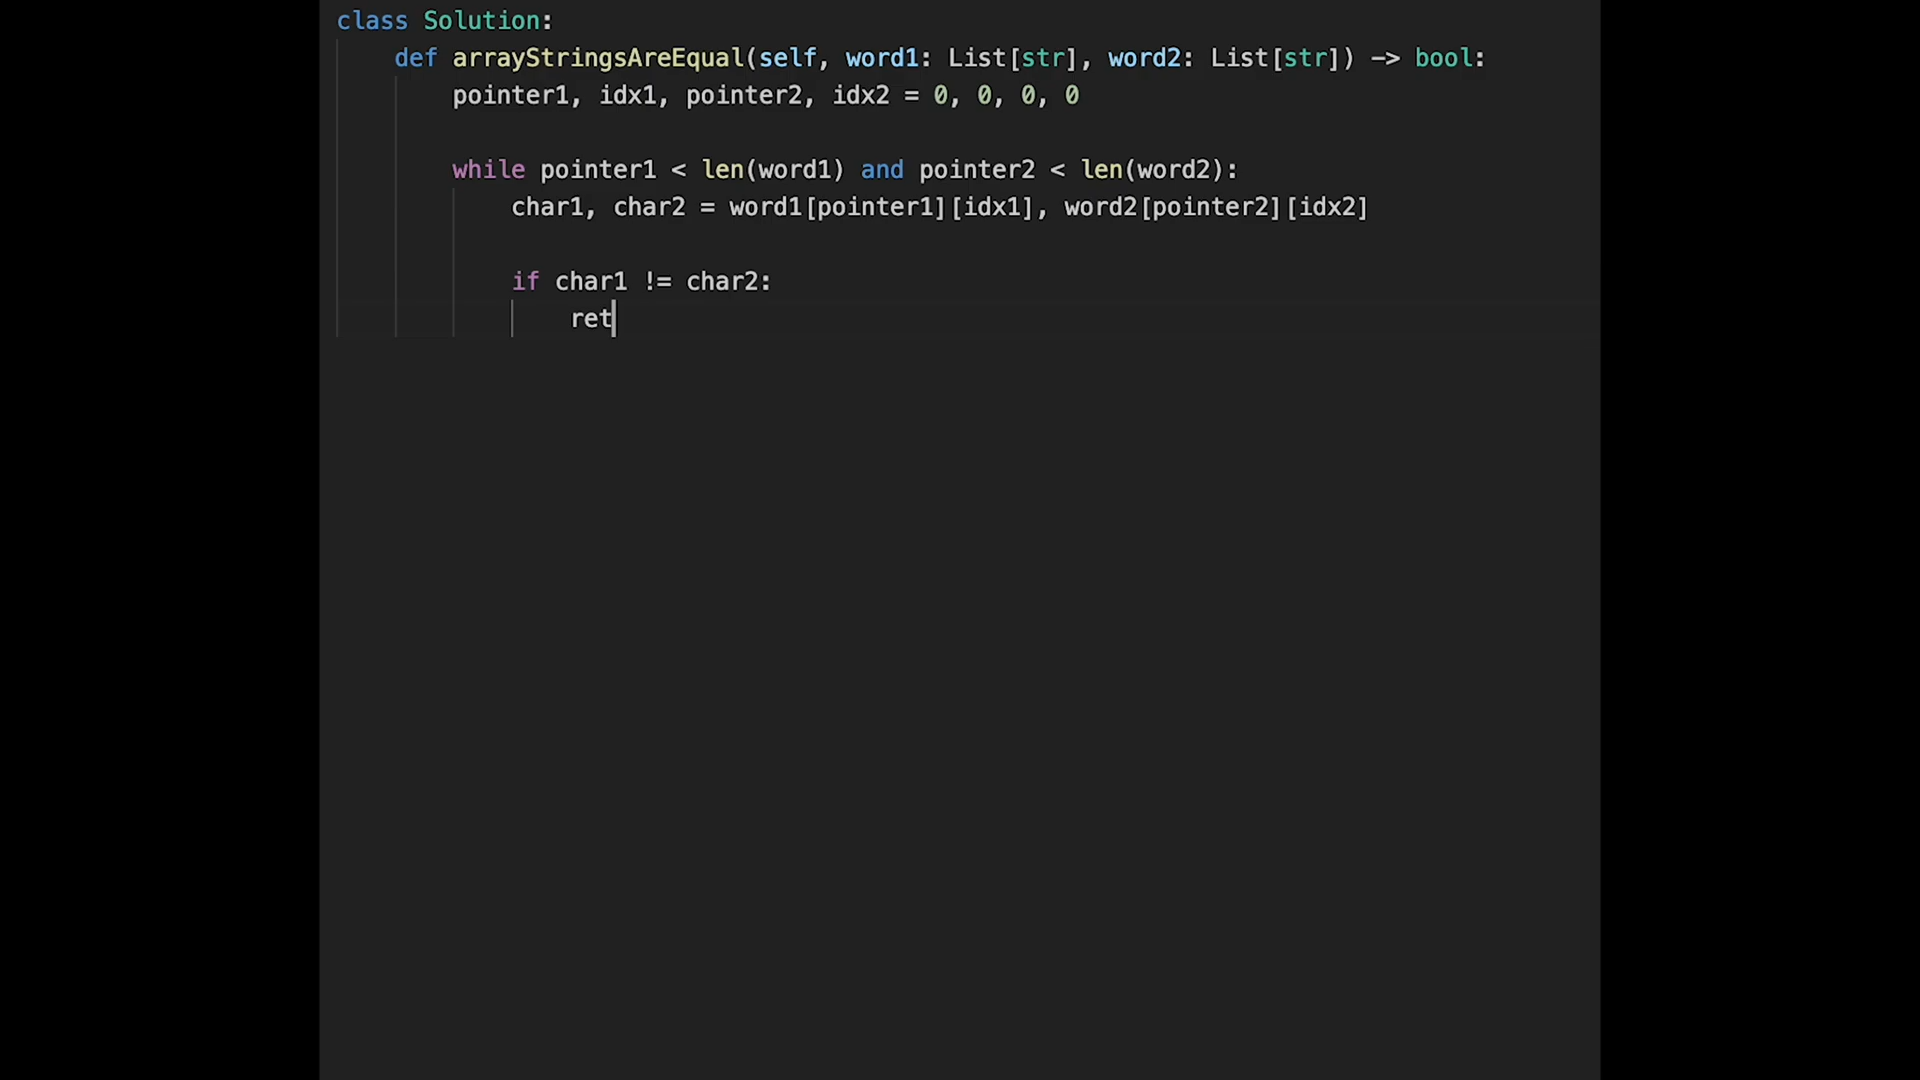 class Solution:
def arrayStringsAreEqual(self, word1: List[str], word2: List[str]) -> bool:
pointer1, idx1, pointer2, idx2 = 0, 0, 0, 0
while pointer1 < len(word1) and pointer2 < len(word2):
char1, char2 = word1[pointer1][idx1], word2[pointer2][idx2]
if char1 != char2:
ret